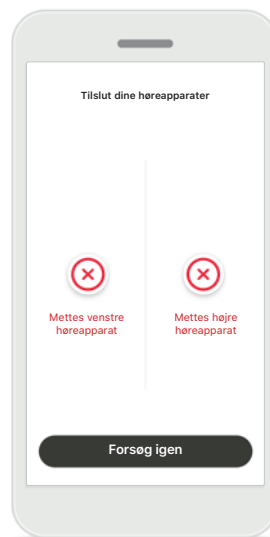 Tilslut dine høreapparater
Mettes venstre
høreapparat
Mettes højre
høreapparat
Forsøg igen